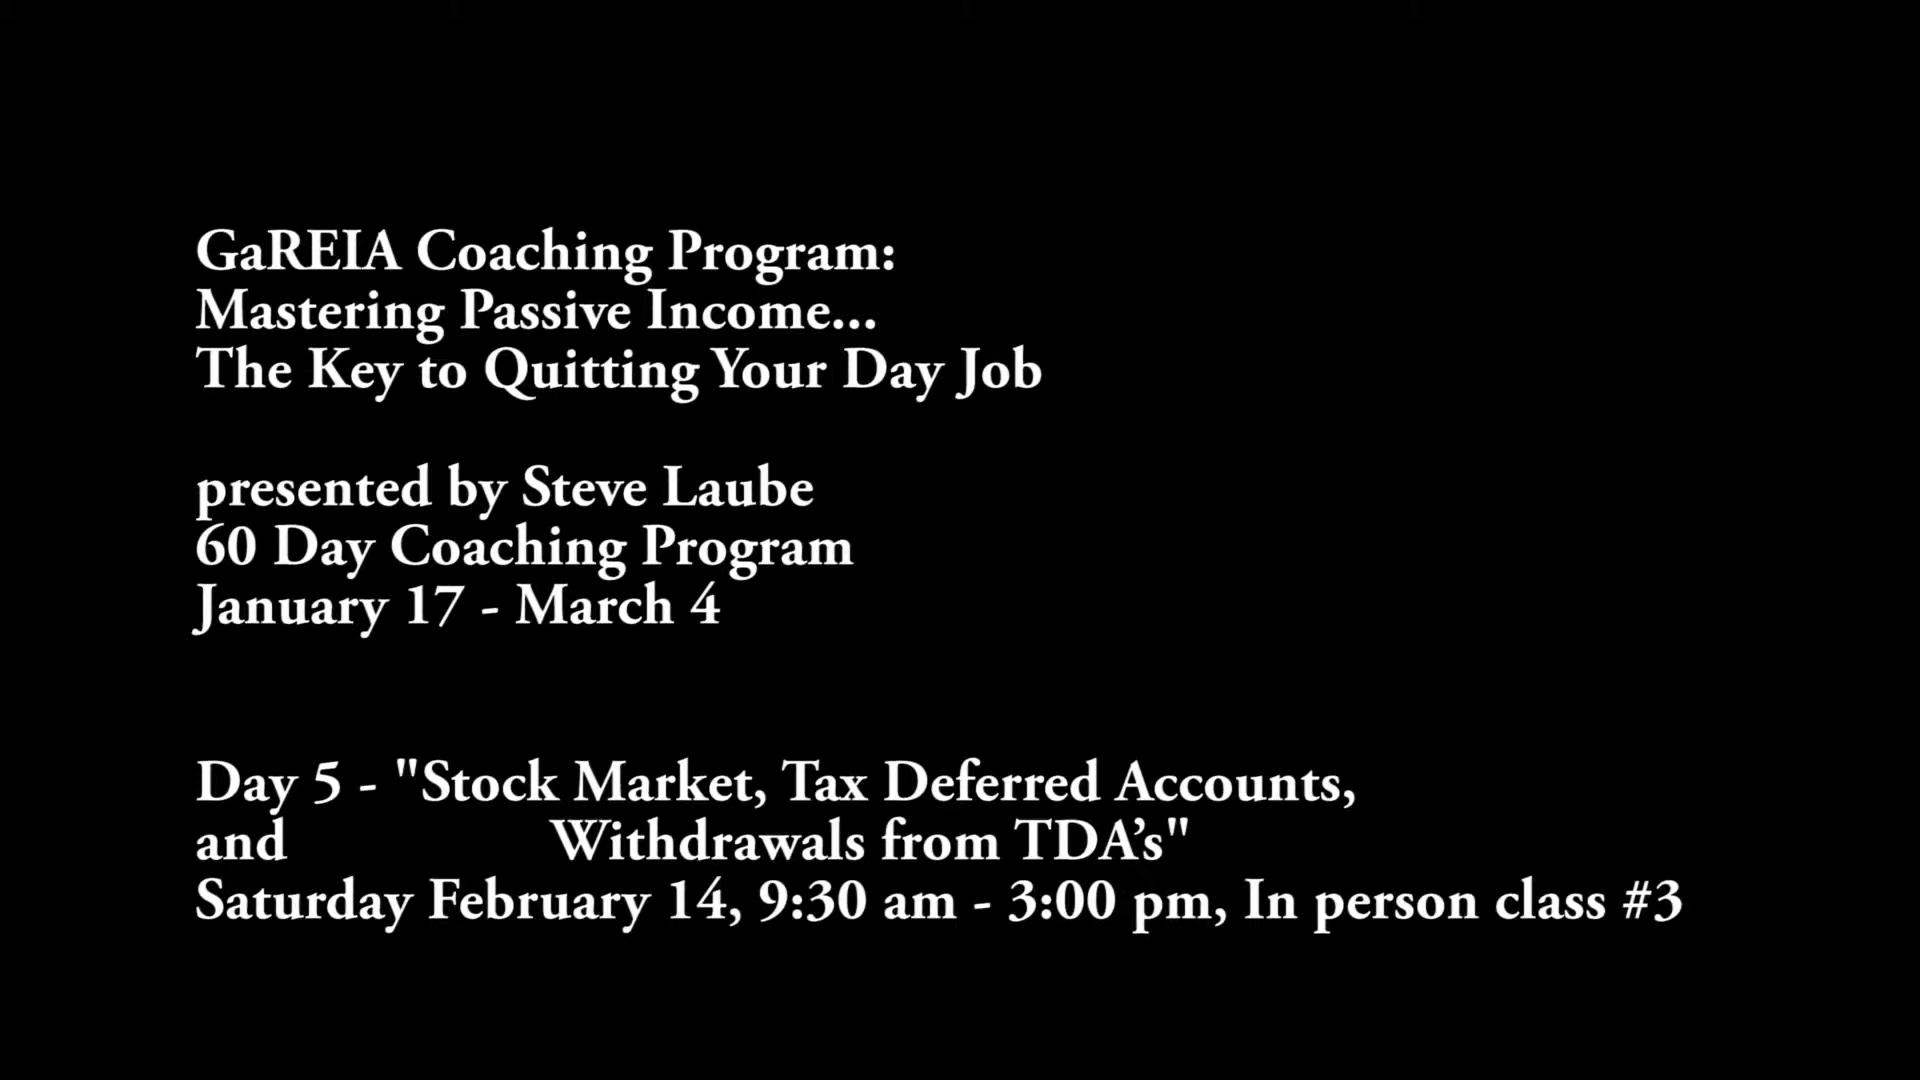 GaREIA Coaching Program:
Mastering Passive Income...
The Key to Quitting Your Day Job
presented by Steve Laube
60 Day Coaching Program
January 17 - March 4
Day 5 - "Stock Market, Tax Deferred Accounts,
and Withdrawals from TDA’s"
Saturday February 14, 9:30 am - 3:00 pm, In person class #3